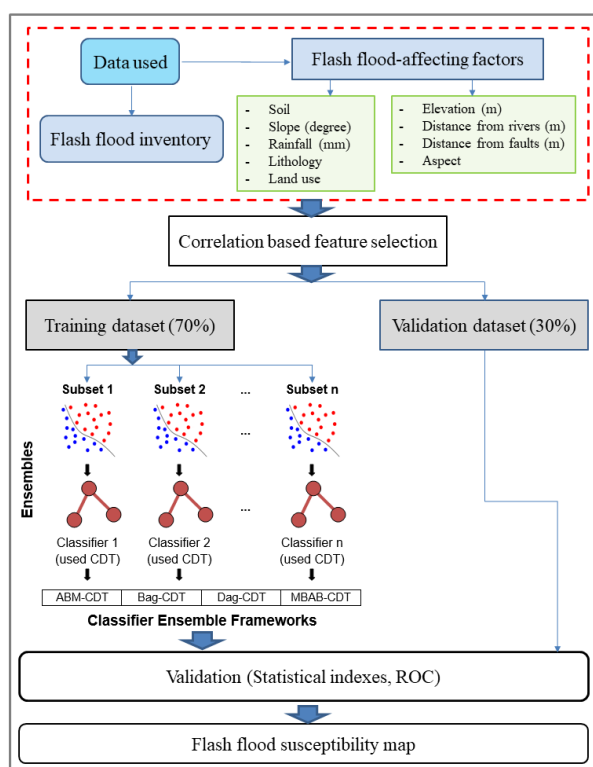 Data used
Flash flood-affecting factors
Flash flood inventory
- Soil
- Slope (degree)
- Rainfall (mm)
- Lithology
- Land use
- Elevation (m)
- Distance from rivers (m)
- Distance from faults (m)
- Aspect
Correlation based feature selection
Training dataset (70%)
Validation dataset (30%)
Subset 1
Subset 2
...
Subset n
...
Ensembles
...
Classifier 1
(used CDT)
Classifier 2
(used CDT)
Classifier n
(used CDT)
ABM-CDT
Bag-CDT
Dag-CDT
MBAB-CDT
Classifier Ensemble Frameworks
Validation (Statistical indexes, ROC)
Flash flood susceptibility map